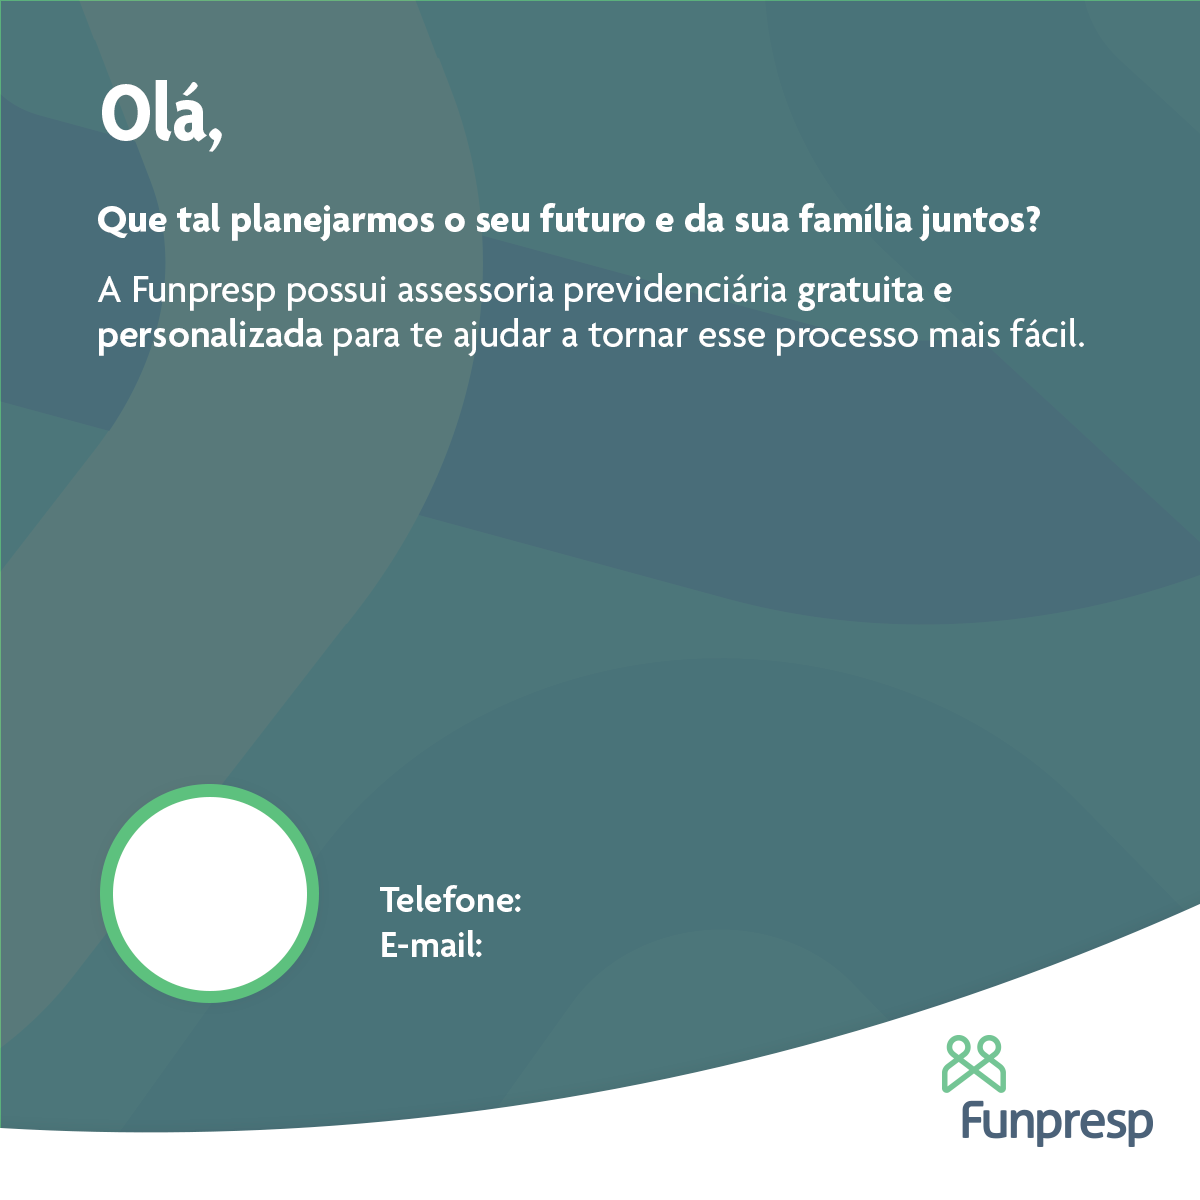 Olá,
Que tal planejarmos o seu futuro e da sua família juntos?
A Funpresp possui assessoria previdenciária gratuita e
personalizada para te ajudar a tornar esse processo mais fácil.
Telefone:
E-mail:
Funpresp